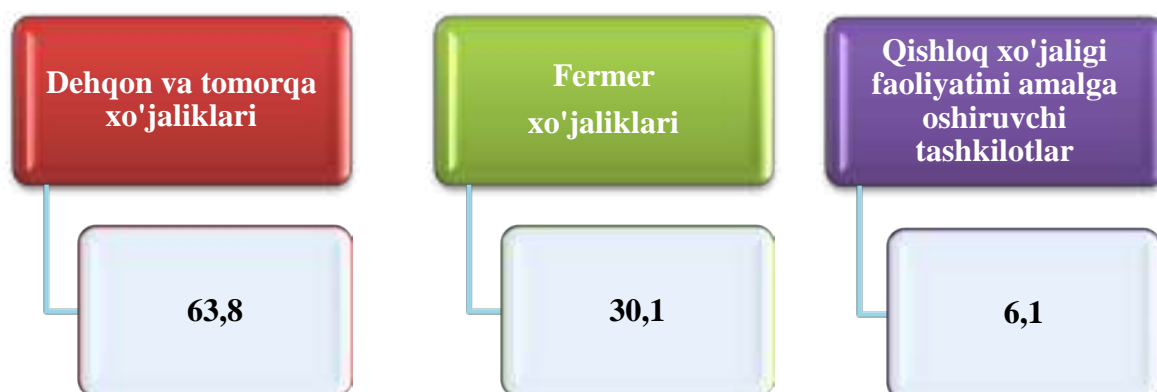 Dehqon va tomorqa
xo'jaliklari
63,8
Fermer
xo'jaliklari
30,1
Qishloq xo'jaligi
faoliyatini amalga
oshiruvchi
tashkilotlar
6,1